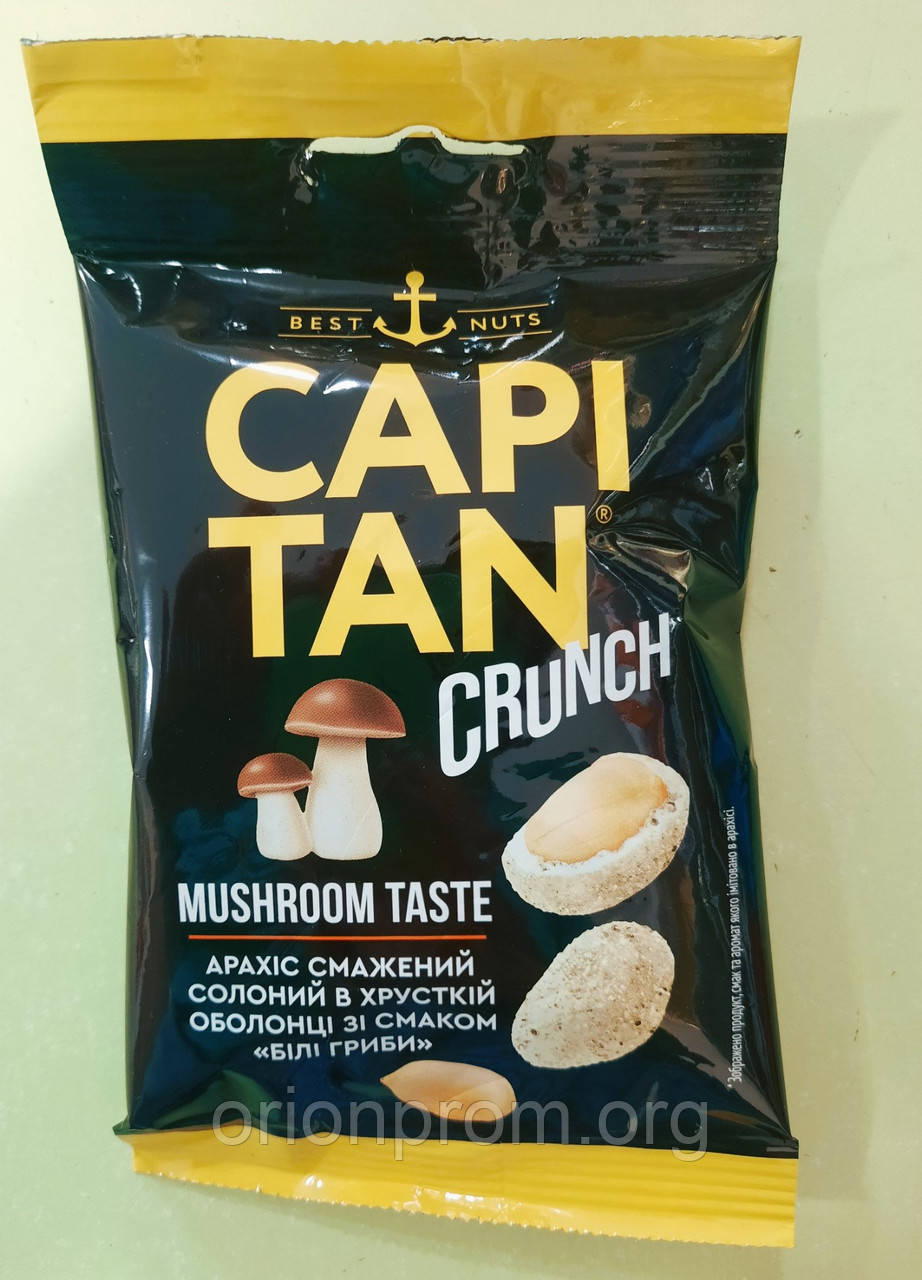 BEST NUTS
CAPI
TAN®
CRUNCH
MUSHROOM TASTE
АРАХІС СМАЖЕНИЙ
СОЛОНИЙ В ХРУСТКІЙ
ОБОЛОНЦІ ЗІ СМАКОМ
«БІЛІ ГРИБИ»
*Зображено продукт, смак та аромат якого імітовано в арахісі.
orionprom.org